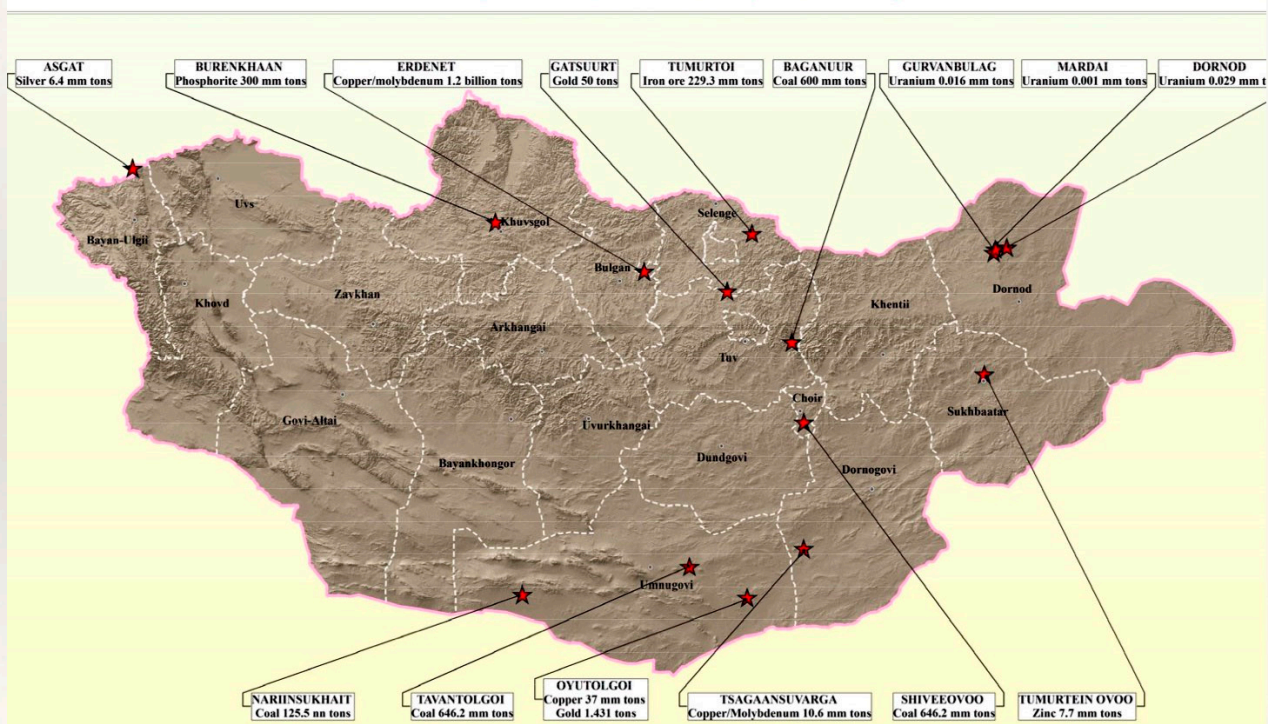 ASGAT
Silver 6.4 mm tons
BURENKHAAN
Phosphorite 300 mm tons
ERDENET
Copper/molybdenum 1.2 billion tons
GATSUURT
Gold 50 tons
TUMURTOI
Iron ore 229.3 mm tons
BAGANUUR
Coal 600 mm tons
GURVANBULAG
Uranium 0.016 mm tons
MARDAI
Uranium 0.001 mm tons
DORNOD
Uranium 0.029 mm t
Uvs
Bayan-Ulgii
Khovd
Zavkhan
Khuvsgol
Bulgan
Selenge
Arkhangai
Tuv
Khentii
Dornod
Sukhbaatar
Choir
Govi-Altai
Bayankhongor
Uvurkhangai
Dundgovi
Dornogovi
Umnugovi
NARIINSUKHAIT
Coal 125.5 nn tons
TAVANTOLGOI
Coal 646.2 mm tons
OYUTOLGOI
Copper 37 mm tons
Gold 1.431 tons
TSAGAANSUVARGA
Copper/Molybdenum 10.6 mm tons
SHIVEEOVOO
Coal 646.2 mm tons
TUMURTEIN OVOO
Zinc 7.7 mm tons